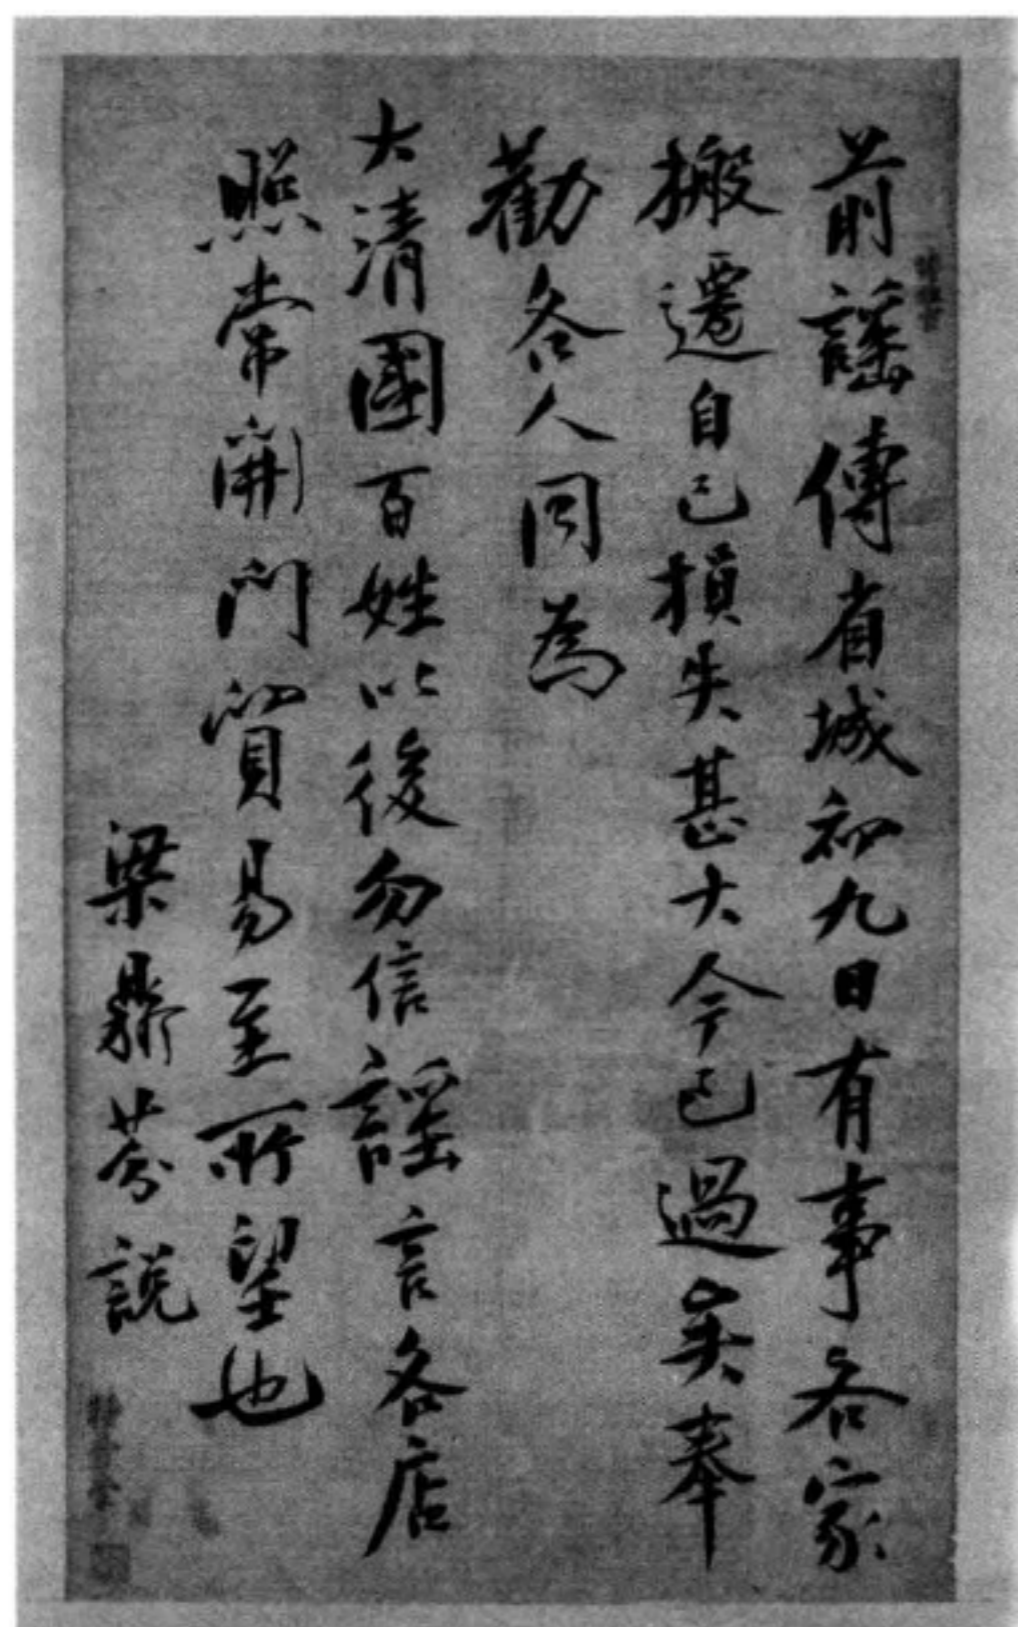 前謠傳省城初九日有事各家
搬遷自己損失甚大今已過矣奉
勸各人同為
大清國百姓以後勿信謠言各店
照常開門貿易至所望也
梁鼎芬說